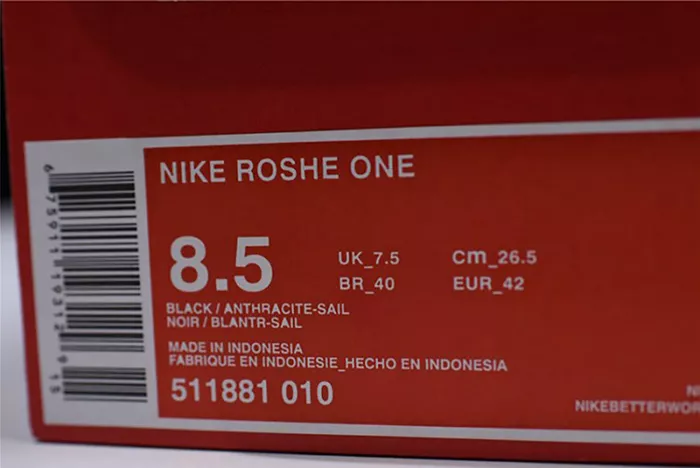 NIKE ROSHE ONE
8.5
UK_7.5 Cm_26.5
BR_40 EUR_42
BLACK / ANTHRACITE-SAIL
NOIR / BLANTR-SAIL
MADE IN INDONESIA
FABRIQUE EN INDONESIE_HECHO EN INDONESIA
511881 010
NIKEBETTERWOR